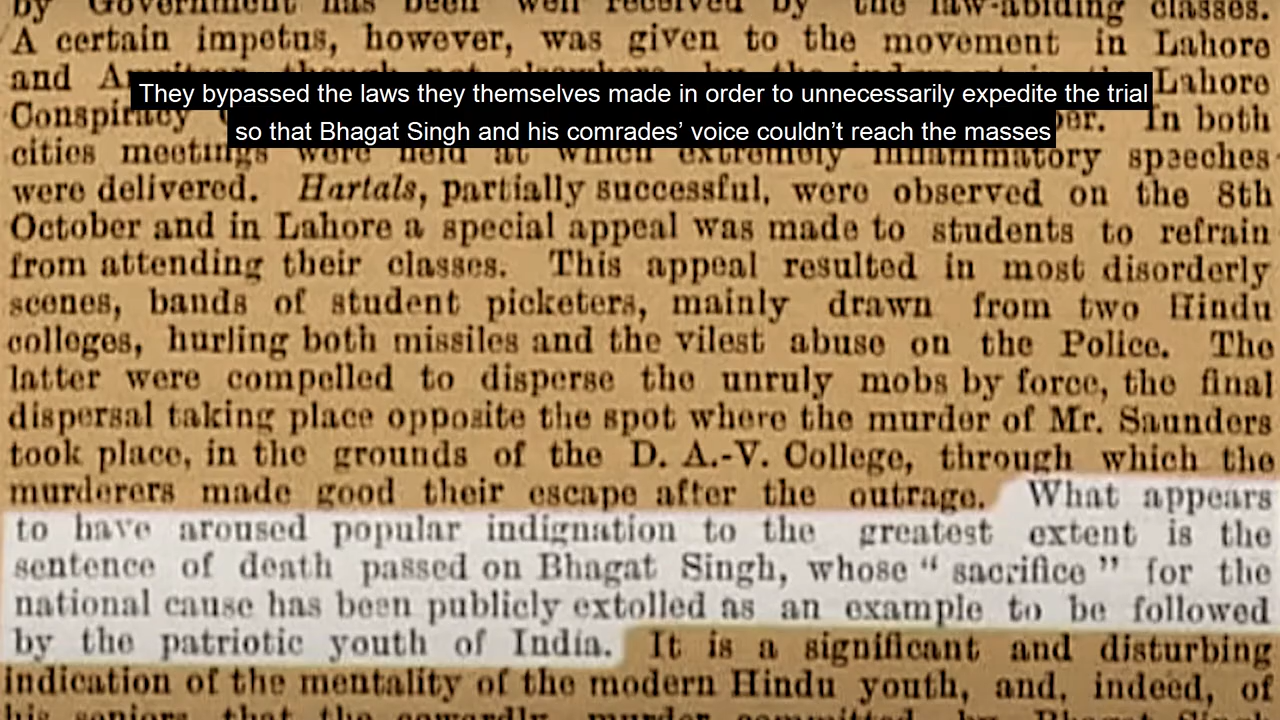 by Government has been well received by the law-abiding classes.
A certain impetus, however, was given to the movement in Lahore
and Lahore
They bypassed the laws they themselves made in order to unnecessarily expedite the trial
so that Bhagat Singh and his comrades’ voice couldn’t reach the masses
Conspiracy In both
cities meetings were held at which extremely inflammatory speeches
were delivered. Hartals, partially successful, were observed on the 8th
October and in Lahore a special appeal was made to students to refrain
from attending their classes. This appeal resulted in most disorderly
scenes, bands of student picketers, mainly drawn from two Hindu
colleges, hurling both missiles and the vilest abuse on the Police. The
latter were compelled to disperse the unruly mobs by force, the final
dispersal taking place opposite the spot where the murder of Mr. Saunders
took place, in the grounds of the D. A.-V. College, through which the
murderers made good their escape after the outrage. What appears
to have aroused popular indignation to the greatest extent is the
sentence of death passed on Bhagat Singh, whose “ sacrifice ” for the
national cause has been publicly extolled as an example to be followed
by the patriotic youth of India. It is a significant and disturbing
indication of the mentality of the modern Hindu youth, and, indeed, of
his seniors that the cowardly murder committed by Bhagat Singh